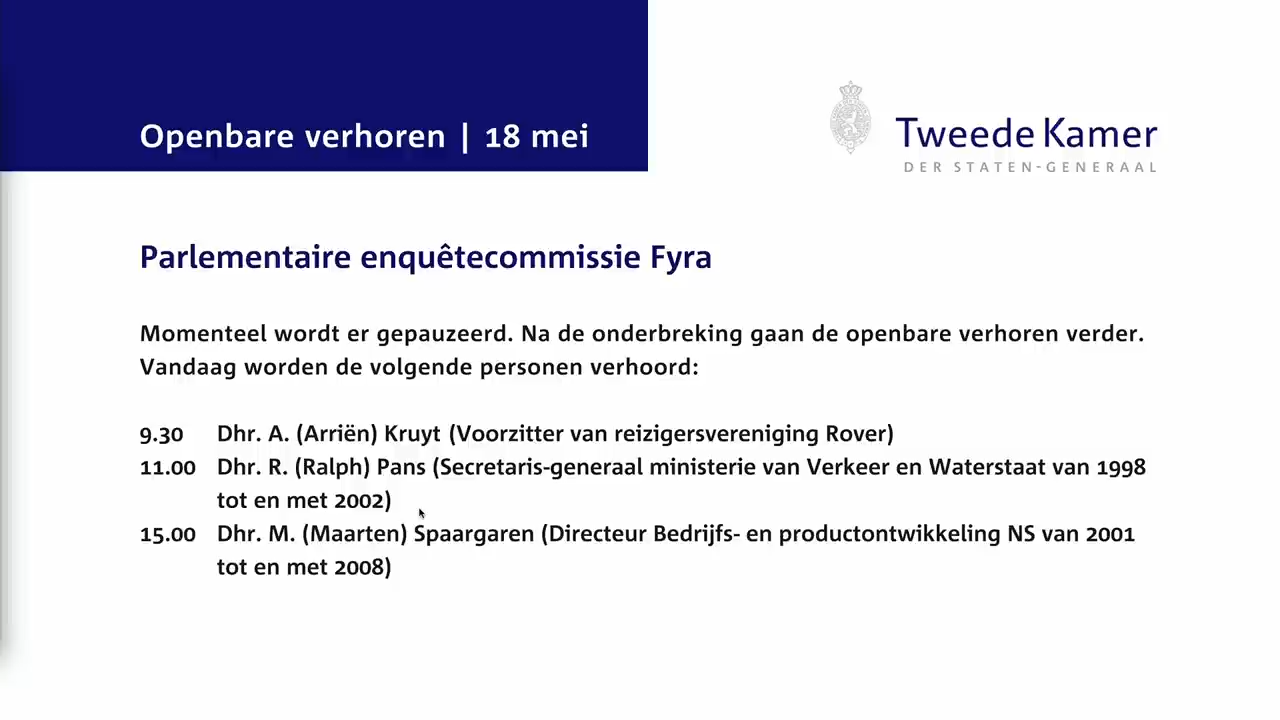 Openbare verhoren | 18 mei
Tweede Kamer
DER STATEN-GENERAAL
Parlementaire enquêtecommissie Fyra
Momenteel wordt er gepauzeerd. Na de onderbreking gaan de openbare verhoren verder.
Vandaag worden de volgende personen verhoord:
9.30 Dhr. A. (Arriën) Kruyt (Voorzitter van reizigersvereniging Rover)
11.00 Dhr. R. (Ralph) Pans (Secretaris-generaal ministerie van Verkeer en Waterstaat van 1998
tot en met 2002)
15.00 Dhr. M. (Maarten) Spaargaren (Directeur Bedrijfs- en productontwikkeling NS van 2001
tot en met 2008)